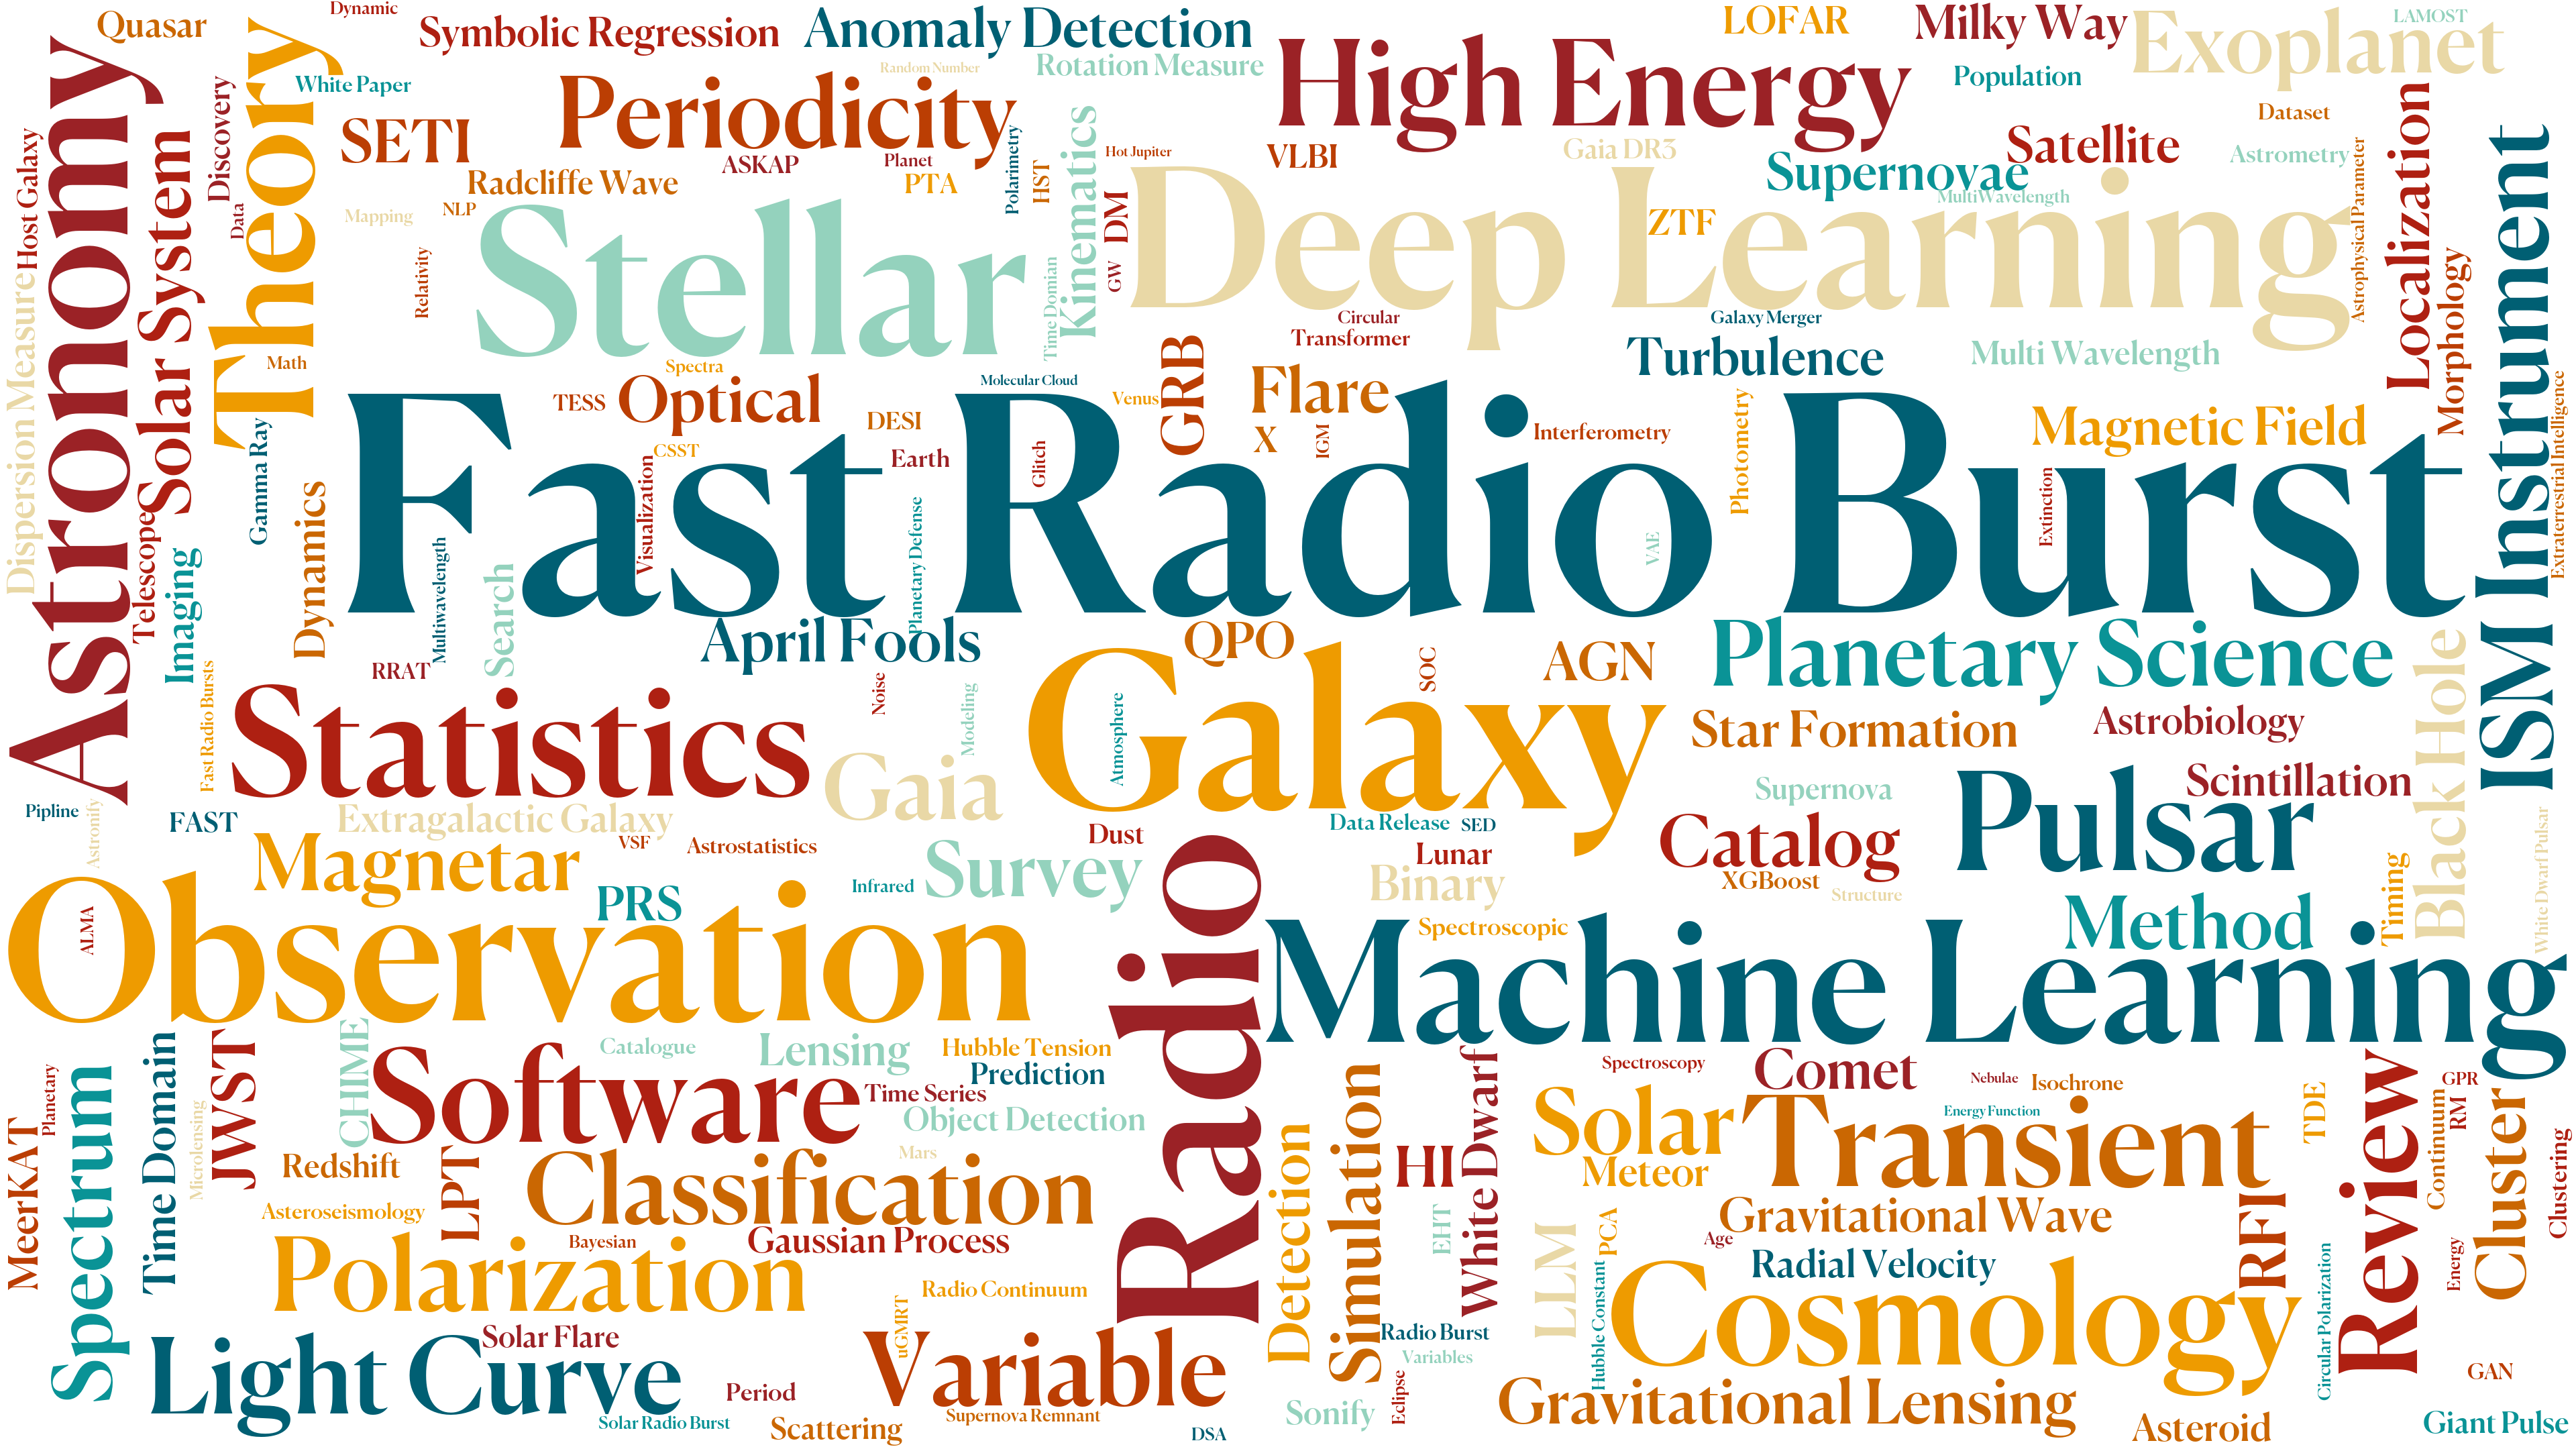 Quasar
Dynamic
Symbolic Regression
Anomaly Detection
LOFAR
Milky Way
Exoplanet
LAMOST
White Paper
Random Number
Rotation Measure
High Energy
Population
Dataset
Astronomy
Theory
Discovery
Host Galaxy
Solar System
SETI
Periodicity
ASKAP
Planet
Polarimetry
HST
Kinematics
Hot Jupiter
VLBI
Gaia DR3
Supernovae
Satellite
Astrometry
Radcliffe Wave
PTA
Data
Mapping
NLP
Relativity
Stellar
Time Domian
DM
GW
Deep Learning
ZTF
MultiWavelength
Astrophysical Parameter
Localization
Morphology
Instrument
Dispersion Measure
Math
Spectra
Circular
Transformer
Galaxy Merger
Turbulence
Multi Wavelength
TESS
Optical
Molecular Cloud
DESI
Venus
GRB
Flare
X
IGM
Interferometry
Photometry
Magnetic Field
Extraterrestrial Intelligence
Gamma Ray
CSST
Earth
Glitch
Visualization
Fast Radio Burst
VAE
Extinction
Telescope
Imaging
Dynamics
Multiwavelength
Search
Planetary Defense
April Fools
QPO
SOC
AGN
Planetary Science
ISM
RRAT
Fast Radio Bursts
Statistics
Noise
Modeling
Galaxy
Atmosphere
Star Formation
Astrobiology
Black Hole
Pipline
Astronify
FAST
Extragalactic Galaxy
Gaia
Supernova
Pulsar
Scintillation
VSF
Astrostatistics
Dust
Data Release
SED
Catalog
Magnetar
Lunar
White Dwarf Pulsar
PRS
Infrared
Survey
Binary
XGBoost
Structure
Timing
Method
Observation
ALMA
Radio
Spectroscopic
Machine Learning
Planetary
Time Domain
JWST
CHIME
Catalogue
Lensing
Hubble Tension
Prediction
Software
Time Series
Object Detection
White Dwarf
Spectroscopy
Comet
Nebulae
Isochrone
GPR
MeerKAT
Spectrum
Microlensing
Mars
Redshift
LPT
Classification
Detection
Simulation
HI
Solar
Meteor
Transient
Energy Function
TDE
Review
Continuum
RM
Cluster
Clustering
Asteroseismology
Bayesian
Gaussian Process
EHT
LLM
PCA
Gravitational Wave
Age
Radial Velocity
RFI
Polarization
Radio Continuum
uGMRT
Hubble Constant
Cosmology
Circular Polarization
Energy
Light Curve
Solar Flare
Variable
Radio Burst
Variables
Eclipse
Period
GAN
Solar Radio Burst
Scattering
Supernova Remnant
DSA
Sonify
Gravitational Lensing
Asteroid
Giant Pulse